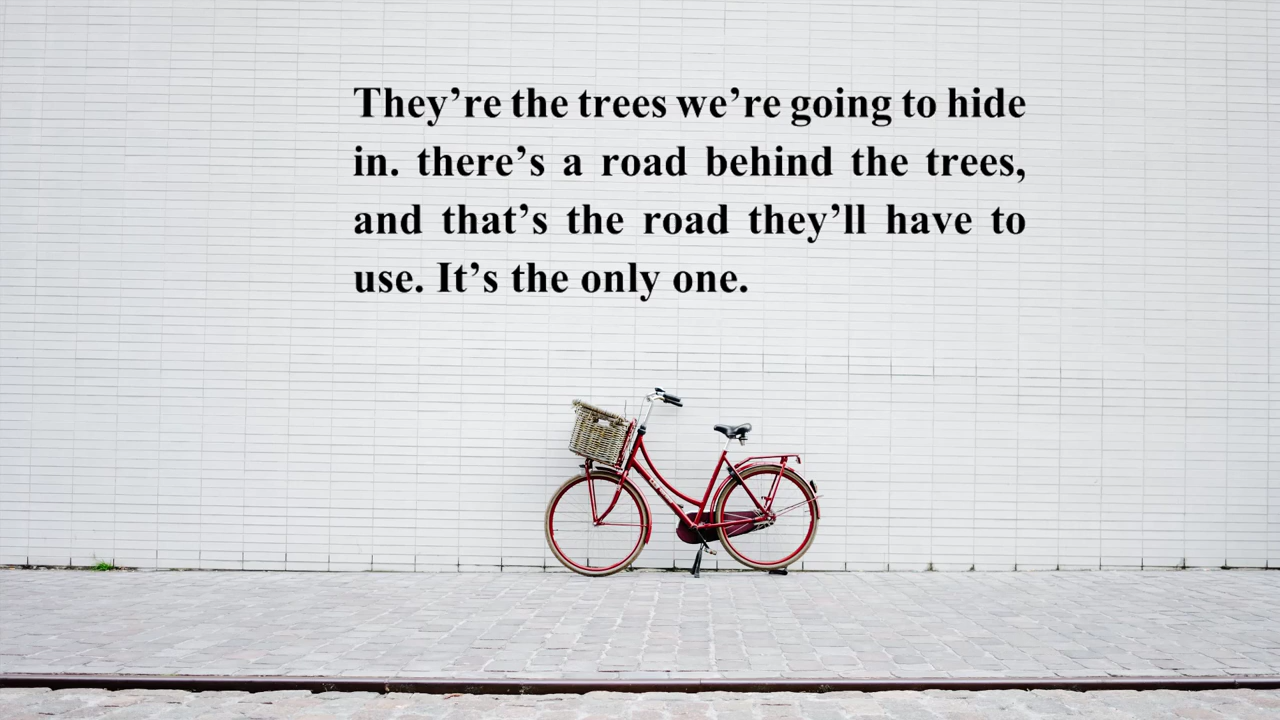 They’re the trees we’re going to hide
in. there’s a road behind the trees,
and that’s the road they’ll have to
use. It’s the only one.